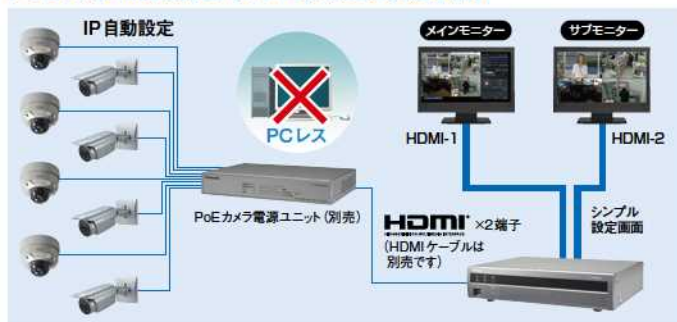 IP自動設定
メインモニター
サブモニター
PCレス
HDMI-1
HDMI-2
PoEカメラ電源ユニット(別売)
HDMI ×2端子
(HDMIケーブルは
別売です)
シンプル
設定画面